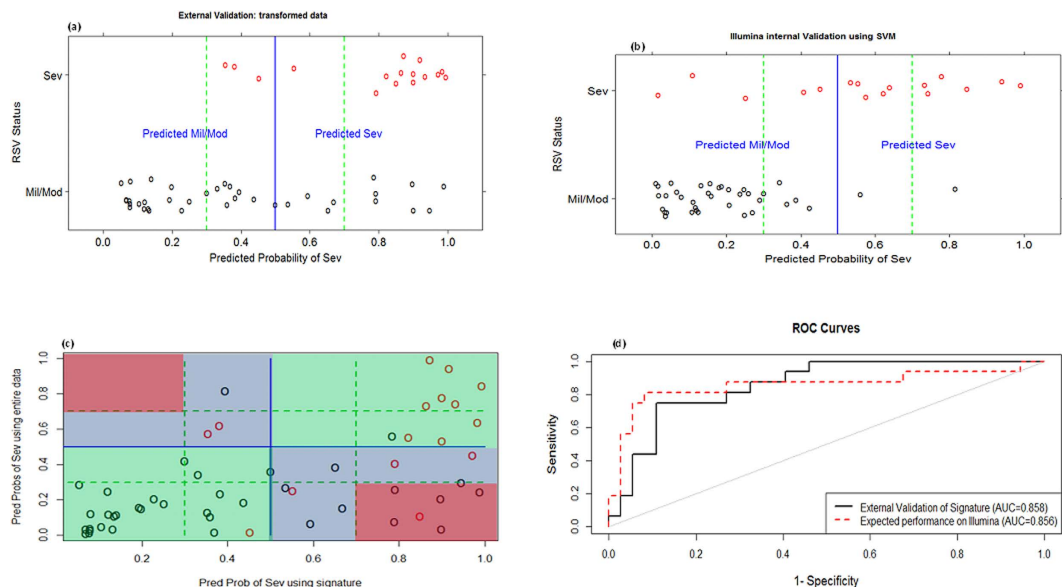 External Validation: transformed data
(a)
Sev
RSV Status
Predicted Mil/Mod
Predicted Sev
Mil/Mod
0.0 0.2 0.4 0.6 0.8 1.0
Predicted Probability of Sev
Illumina internal Validation using SVM
(b)
Sev
RSV Status
Predicted Mil/Mod
Predicted Sev
Mil/Mod
0.0 0.2 0.4 0.6 0.8 1.0
Predicted Probability of Sev
(c)
Pred Probs of Sev using entire data
1.0
0.8
0.6
0.4
0.2
0.0
0.0 0.2 0.4 0.6 0.8 1.0
Pred Prob of Sev using signature
ROC Curves
(d)
Sensitivity
1.0
0.8
0.6
0.4
0.2
0.0
External Validation of Signature (AUC=0.858)
Expected performance on Illumina (AUC=0.856)
0.0 0.2 0.4 0.6 0.8 1.0
1- Specificity